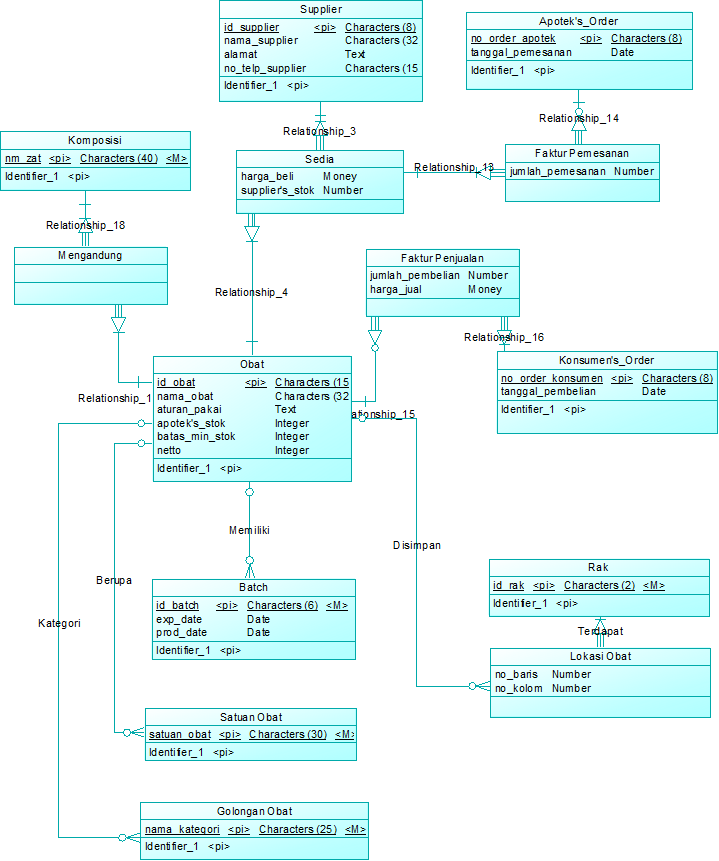 Supplier
id_supplier <pi> Characters (8)
nama_supplier Characters (32
alamat Text
no_telp_supplier Characters (15
Identifier_1 <pi>
Apotek's_Order
no_order_apotek <pi> Characters (8)
tanggal_pemesanan Date
Identifier_1 <pi>
Relationship_3
Relationship_14
Komposisi
nm_zat <pi> Characters (40) <M>
Identifier_1 <pi>
Sedia
harga_beli Money
supplier's_stok Number
Relationship_13
Faktur Pemesanan
jumlah_pemesanan Number
Relationship_18
Mengandung
Faktur Penjualan
jumlah_pembelian Number
harga_jual Money
Relationship_4
Relationship_16
Konsumen's_Order
no_order_konsumen <pi> Characters (8)
tanggal_pembelian Date
Identifier_1 <pi>
Obat
id_obat <pi> Characters (15
nama_obat Characters (32
aturan_pakai Text
apotek's_stok Integer
batas_min_stok Integer
netto Integer
Identifier_1 <pi>
Relationship_1
lationship_15
Memiliki
Disimpan
Berupa
Kategori
Batch
id_batch <pi> Characters (6) <M>
exp_date Date
prod_date Date
Identifier_1 <pi>
Rak
id_rak <pi> Characters (2) <M>
Identifier_1 <pi>
Terdapat
Lokasi Obat
no_baris Number
no_kolom Number
Satuan Obat
satuan_obat <pi> Characters (30) <M>
Identifier_1 <pi>
Golongan Obat
nama_kategori <pi> Characters (25) <M>
Identifier_1 <pi>